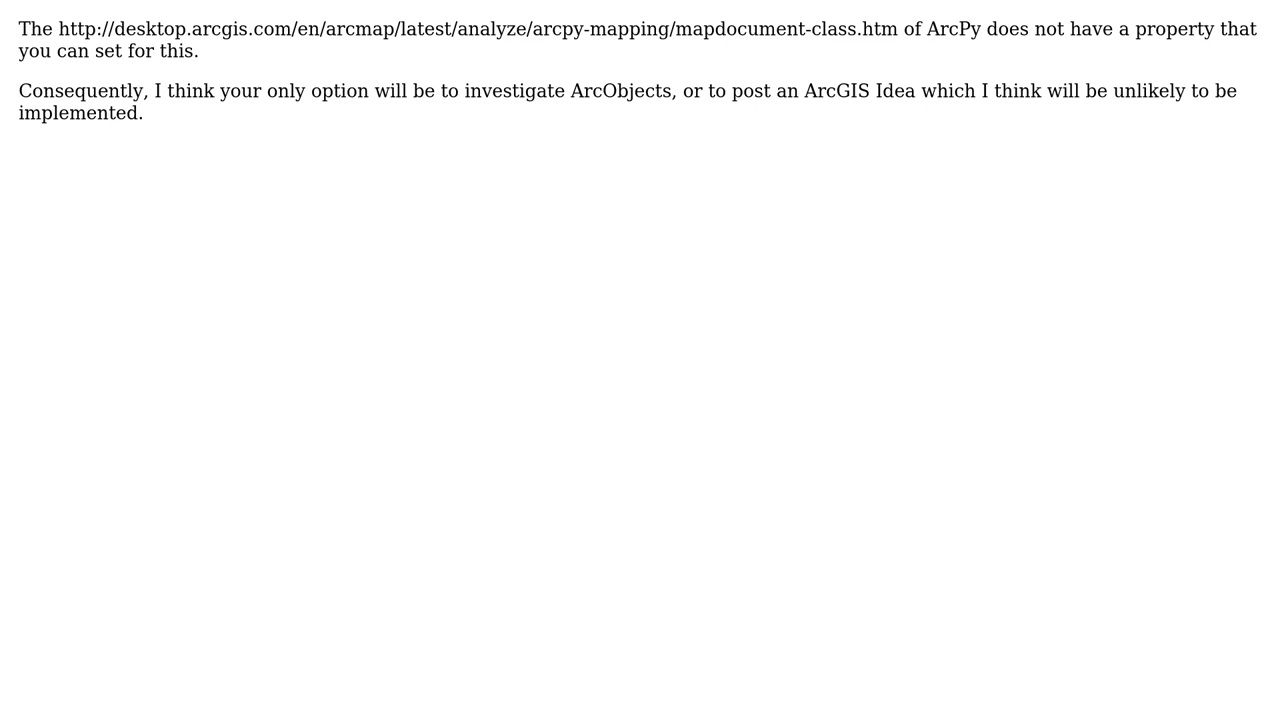 The http://desktop.arcgis.com/en/arcmap/latest/analyze/arcpy-mapping/mapdocument-class.htm of ArcPy does not have a property that
you can set for this.
Consequently, I think your only option will be to investigate ArcObjects, or to post an ArcGIS Idea which I think will be unlikely to be
implemented.